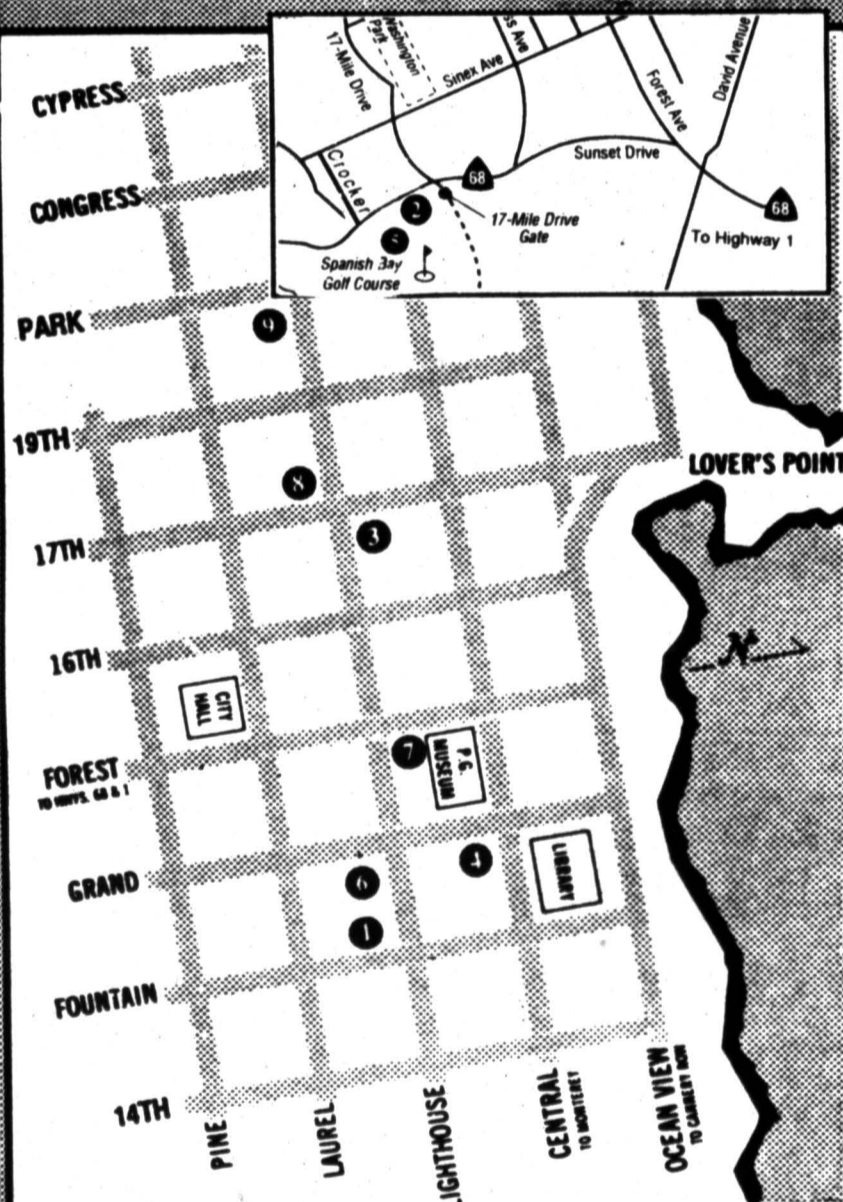 Washington
Park
ss Ave
17-Mile Drive
Sinex Ave
Forest Ave
David Avenue
Crocker
68
Sunset Drive
2
17-Mile Drive
Gate
68
5
To Highway 1
Spanish Bay
Golf Course
CYPRESS
CONGRESS
PARK
9
19TH
LOVER'S POINT
8
17TH
3
16TH
N
CITY
HALL
FOREST
TO HWYS. 68 & 1
7
P.G.
MUSEUM
GRAND
6
4
LIBRARY
1
FOUNTAIN
14TH
PINE
LAUREL
LIGHTHOUSE
CENTRAL
TO MONTEREY
OCEAN VIEW
TO CANNERY ROW